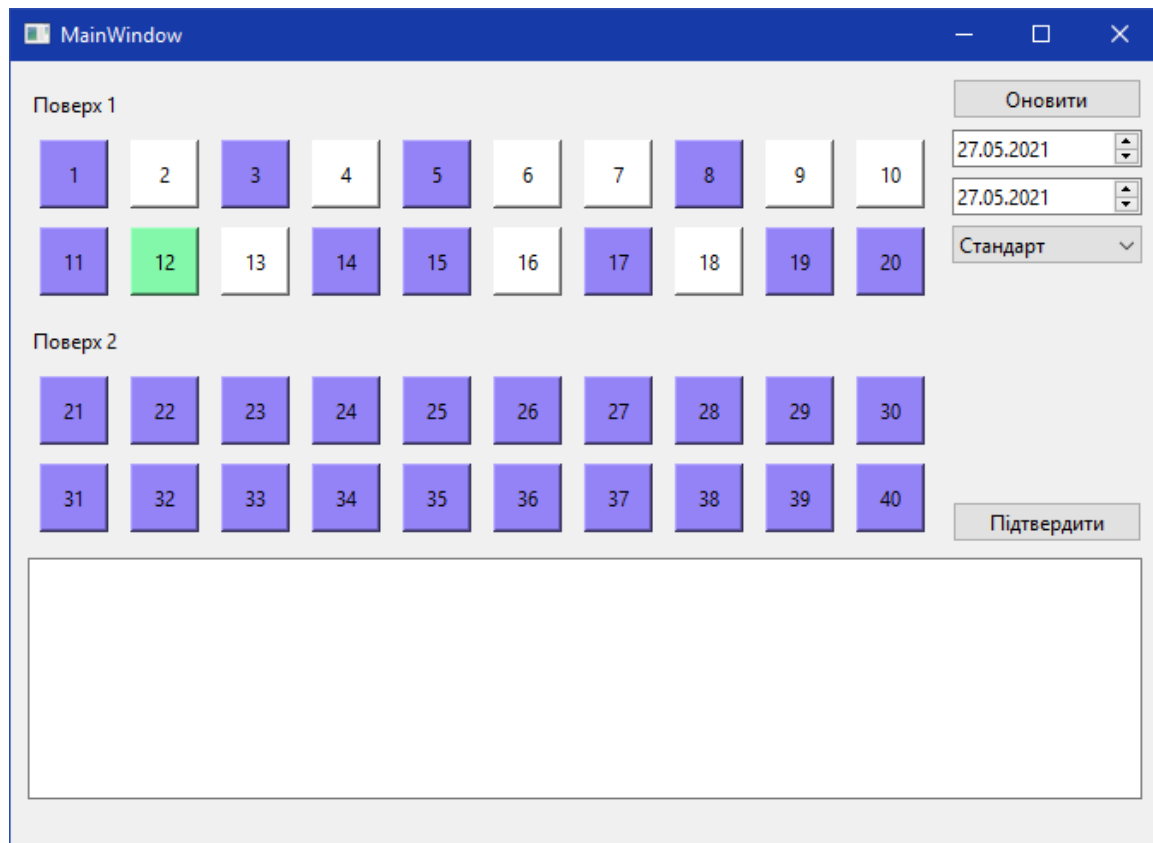 MainWindow
Поверх 1
Оновити
1 2 3 4 5 6 7 8 9 10
27.05.2021
27.05.2021
11 12 13 14 15 16 17 18 19 20
Стандарт
Поверх 2
21 22 23 24 25 26 27 28 29 30
31 32 33 34 35 36 37 38 39 40
Підтвердити